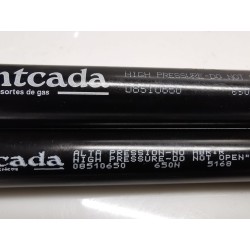 ntcada
sortes de gas
HIGH PRESSURE-DO NOT
08510650 650
cada
ALTA PRESSION-NO ABRIR
HIGH PRESSURE-DO NOT OPEN"
08510650 650N 5168